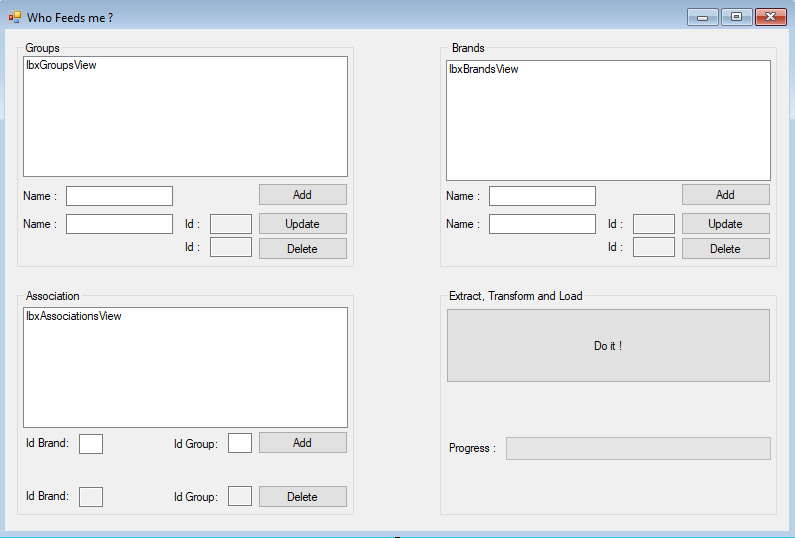 Who Feeds me ?
Groups
lbxGroupsView
Name :
Add
Name :
Id :
Update
Id :
Delete
Brands
lbxBrandsView
Name :
Add
Name :
Id :
Update
Id :
Delete
Association
lbxAssociationsView
Id Brand:
Id Group:
Add
Id Brand:
Id Group:
Delete
Extract, Transform and Load
Do it !
Progress :